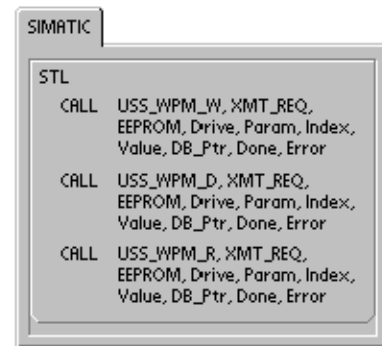 SIMATIC
STL
CALL USS_WPM_W, XMT_REQ,
EEPROM, Drive, Param, Index,
Value, DB_Ptr, Done, Error
CALL USS_WPM_D, XMT_REQ,
EEPROM, Drive, Param, Index,
Value, DB_Ptr, Done, Error
CALL USS_WPM_R, XMT_REQ,
EEPROM, Drive, Param, Index,
Value, DB_Ptr, Done, Error